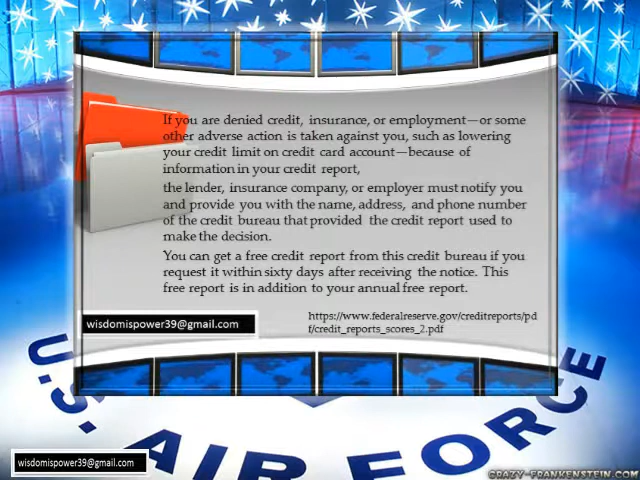 If you are denied credit, insurance, or employment—or some
other adverse action is taken against you, such as lowering
your credit limit on credit card account—because of
information in your credit report,
the lender, insurance company, or employer must notify you
and provide you with the name, address, and phone number
of the credit bureau that provided the credit report used to
make the decision.
You can get a free credit report from this credit bureau if you
request it within sixty days after receiving the notice. This
free report is in addition to your annual free report.
https://www.federalreserve.gov/creditreports/pd
f/credit_reports_scores_2.pdf
wisdomispower39@gmail.com
U.S. AIR FORCE
wisdomispower39@gmail.com
CRAZY-FRANKENSTEIN.COM